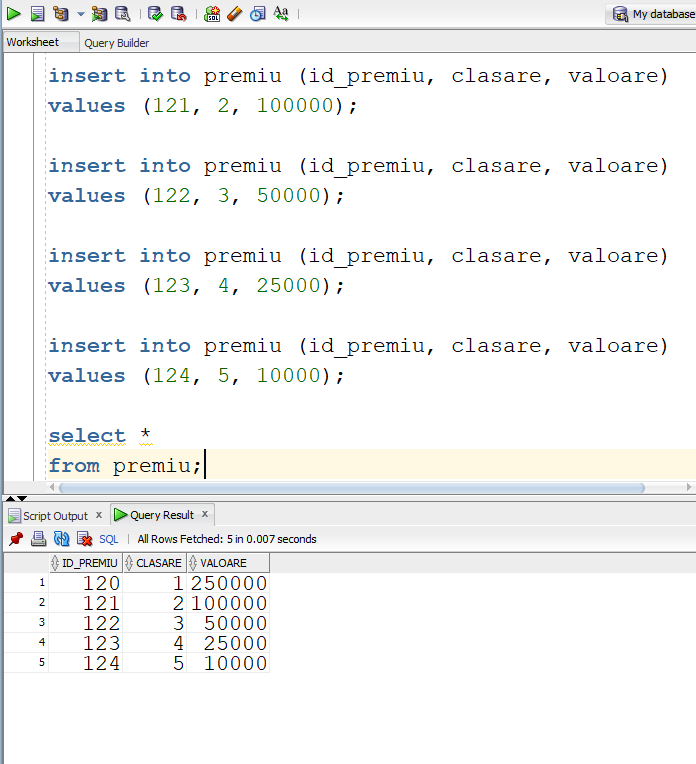 My database
Worksheet Query Builder
insert into premiu (id_premiu, clasare, valoare)
values (121, 2, 100000);
insert into premiu (id_premiu, clasare, valoare)
values (122, 3, 50000);
insert into premiu (id_premiu, clasare, valoare)
values (123, 4, 25000);
insert into premiu (id_premiu, clasare, valoare)
values (124, 5, 10000);
select *
from premiu;
Script Output x Query Result x
SQL | All Rows Fetched: 5 in 0.007 seconds
ID_PREMIU CLASARE VALOARE
1 120 1 250000
2 121 2 100000
3 122 3 50000
4 123 4 25000
5 124 5 10000